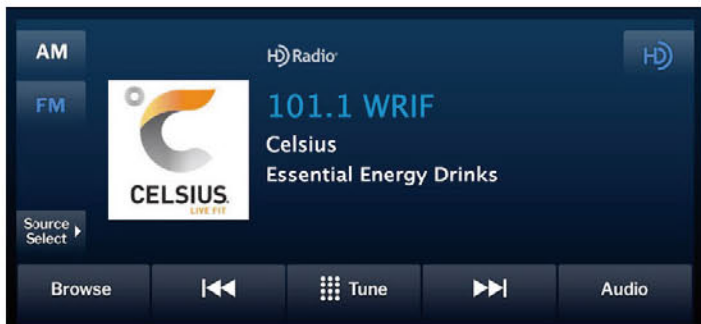 AM
HD Radio
HD
FM
101.1 WRIF
Celsius
Essential Energy Drinks
CELSIUS.
LIVE FIT
Source
Select
Browse
Tune
Audio